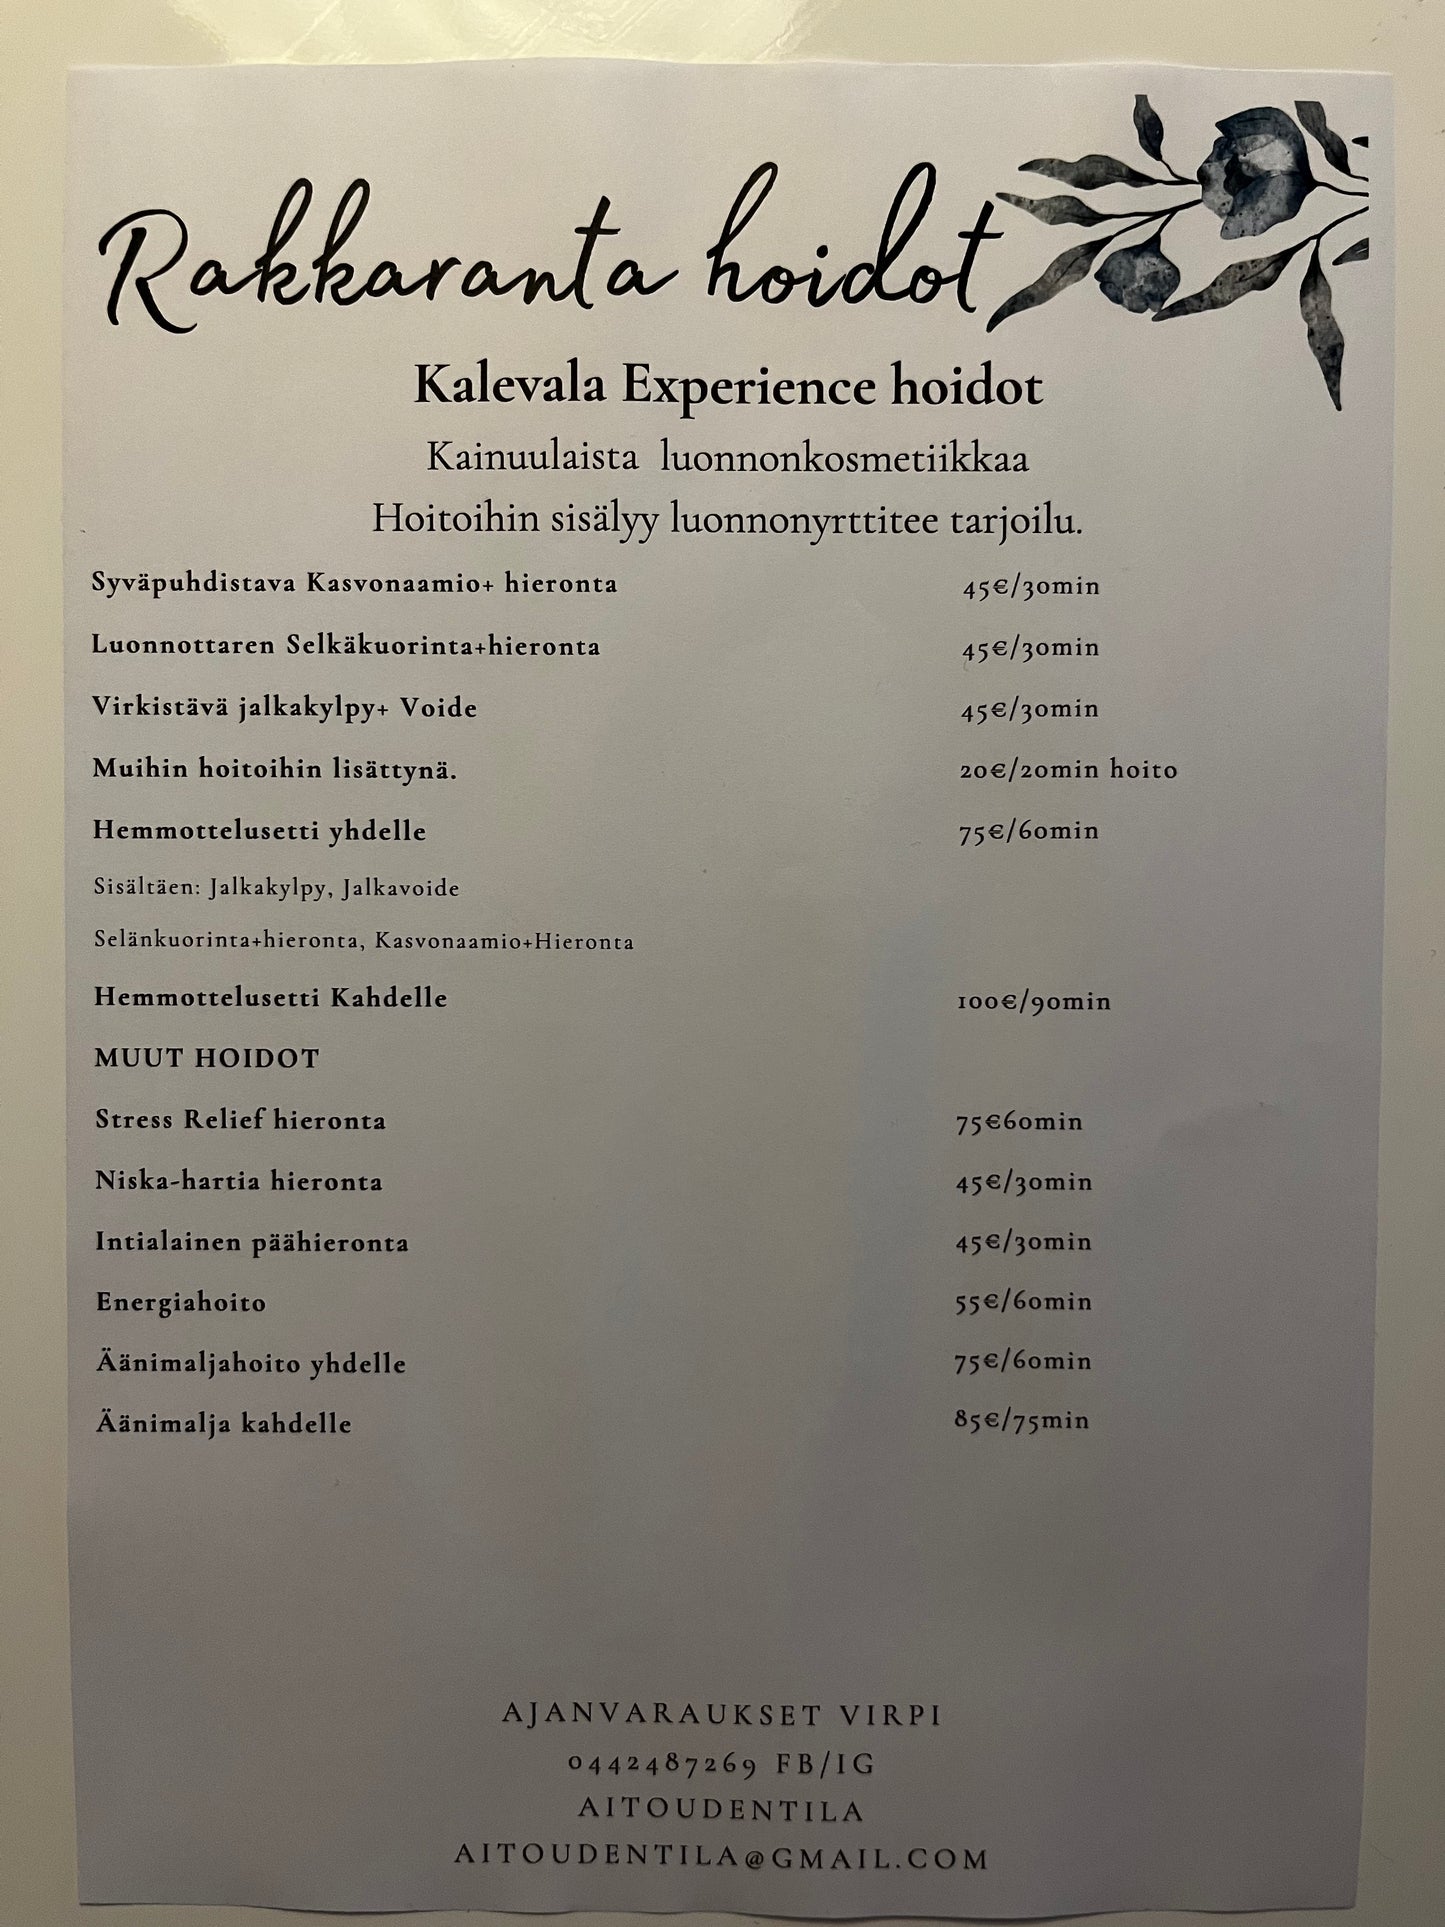 Rakkaranta hoidot
Kalevala Experience hoidot
Kainuulaista luonnonkosmetiikkaa
Hoitoihin sisälyy luonnonyrttitee tarjoilu.
Syväpuhdistava Kasvonaamio+ hieronta 45€/30min
Luonnottaren Selkäkuorinta+hieronta 45€/30min
Virkistävä jalkakylpy+ Voide 45€/30min
Muihin hoitoihin lisättynä. 20€/20min hoito
Hemmottelusetti yhdelle 75€/60min
Sisältäen: Jalkakylpy, Jalkavoide
Selänkuorinta+hieronta, Kasvonaamio+Hieronta
Hemmottelusetti Kahdelle 100€/90min
MUUT HOIDOT
Stress Relief hieronta 75€60min
Niska-hartia hieronta 45€/30min
Intialainen päähieronta 45€/30min
Energiahoito 55€/60min
Äänimaljahoito yhdelle 75€/60min
Äänimalja kahdelle 85€/75min
AJANVARAUKSET VIRPI
0442487269 FB/IG
AITOUDENTILA
AITOUDENTILA@GMAIL.COM